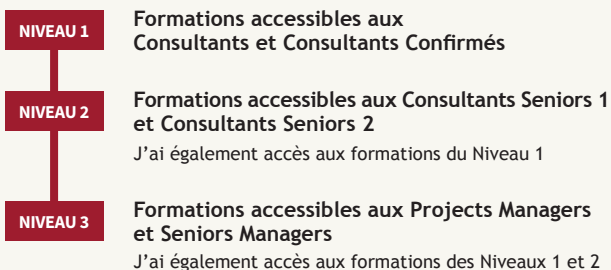 NIVEAU 1
Formations accessibles aux
Consultants et Consultants Confirmés
NIVEAU 2
Formations accessibles aux Consultants Seniors 1
et Consultants Seniors 2
J’ai également accès aux formations du Niveau 1
NIVEAU 3
Formations accessibles aux Projects Managers
et Seniors Managers
J’ai également accès aux formations des Niveaux 1 et 2